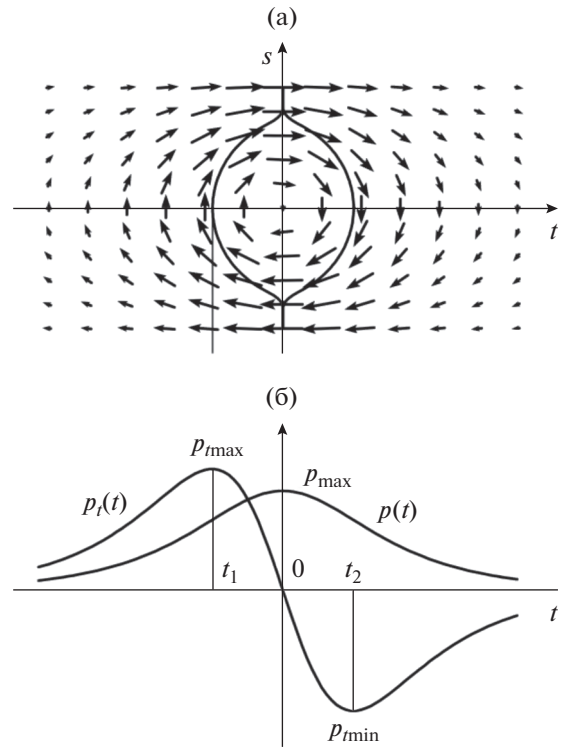 (а)
s
t
(б)
p_tmax
p_max
p_t(t)
p(t)
t_1
0
t_2
t
p_tmin